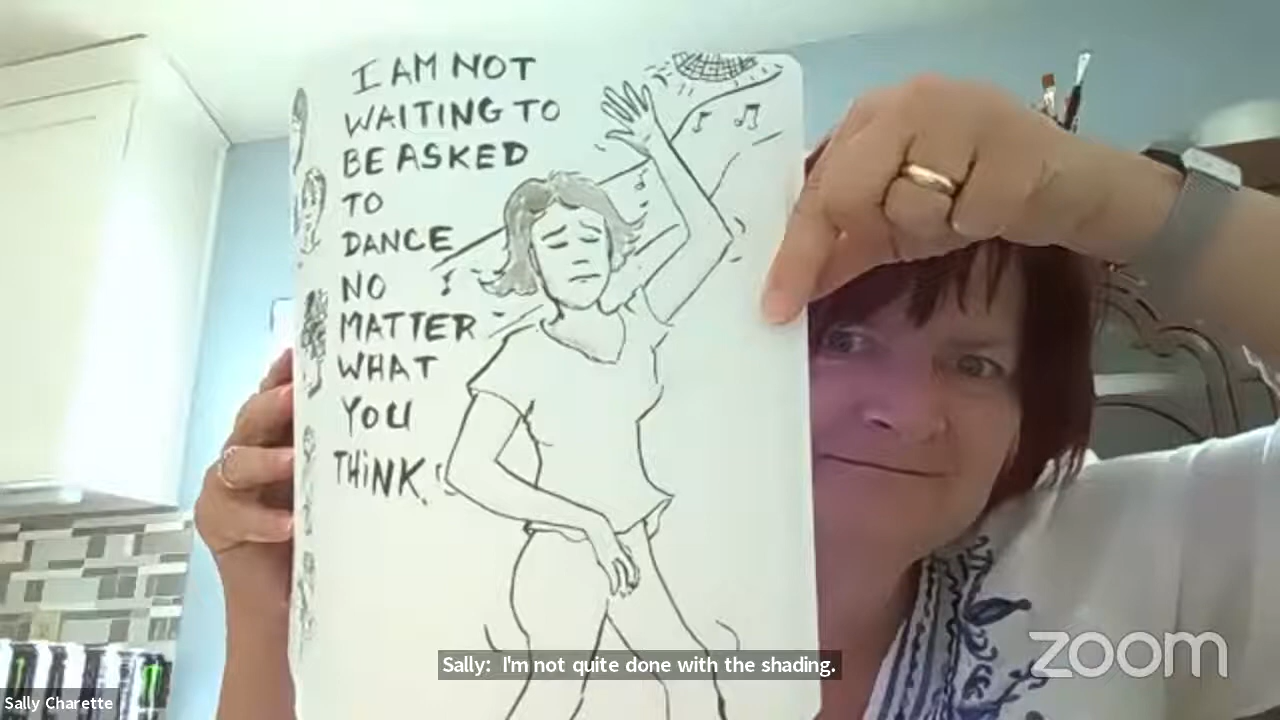 I AM NOT
WAITING TO
BE ASKED
TO
DANCE
NO
MATTER
WHAT
YOU
THINK.
Sally: I'm not quite done with the shading.
Sally Charette
zoom